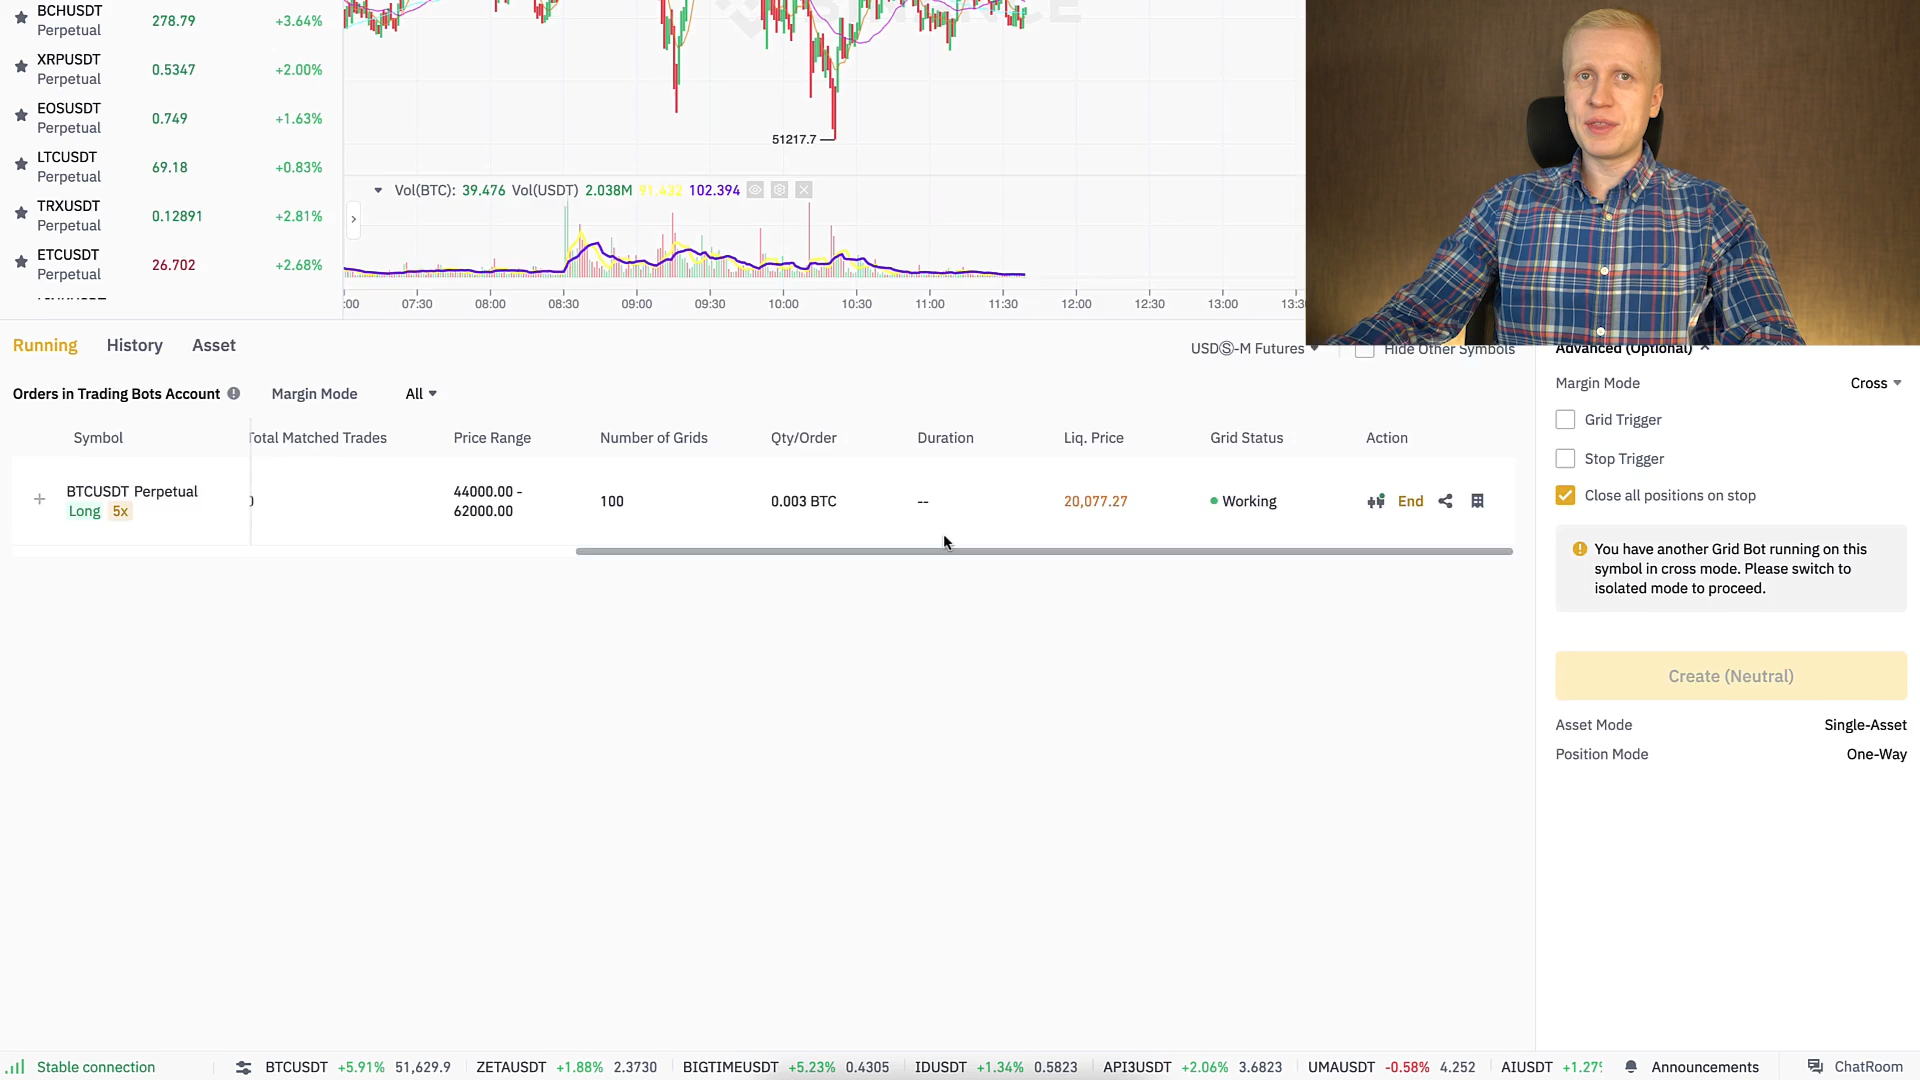 BCHUSDT
Perpetual
278.79
+3.64%
XRPUSDT
Perpetual
0.5347
+2.00%
EOSUSDT
Perpetual
0.749
+1.63%
LTCUSDT
Perpetual
69.18
+0.83%
TRXUSDT
Perpetual
0.12891
+2.81%
ETCUSDT
Perpetual
26.702
+2.68%
51217.7
Vol(BTC): 39.476 Vol(USDT) 2.038M 91.432 102.394
:00 07:30 08:00 08:30 09:00 09:30 10:00 10:30 11:00 11:30 12:00 12:30 13:00 13:3
Running History Asset
USDⓈ-M Futures Hide Other Symbols
Orders in Trading Bots Account Margin Mode All
Symbol Total Matched Trades Price Range Number of Grids Qty/Order Duration Liq. Price Grid Status Action
BTCUSDT Perpetual
Long 5x
44000.00 -
62000.00
100
0.003 BTC
--
20,077.27
Working
End
Advanced (Optional)
Margin Mode Cross
Grid Trigger
Stop Trigger
Close all positions on stop
You have another Grid Bot running on this
symbol in cross mode. Please switch to
isolated mode to proceed.
Create (Neutral)
Asset Mode Single-Asset
Position Mode One-Way
Stable connection BTCUSDT +5.91% 51,629.9 ZETAUSDT +1.88% 2.3730 BIGTIMEUSDT +5.23% 0.4305 IDUSDT +1.34% 0.5823 API3USDT +2.06% 3.6823 UMAUSDT -0.58% 4.252 AIUSDT +1.27% Announcements ChatRoom